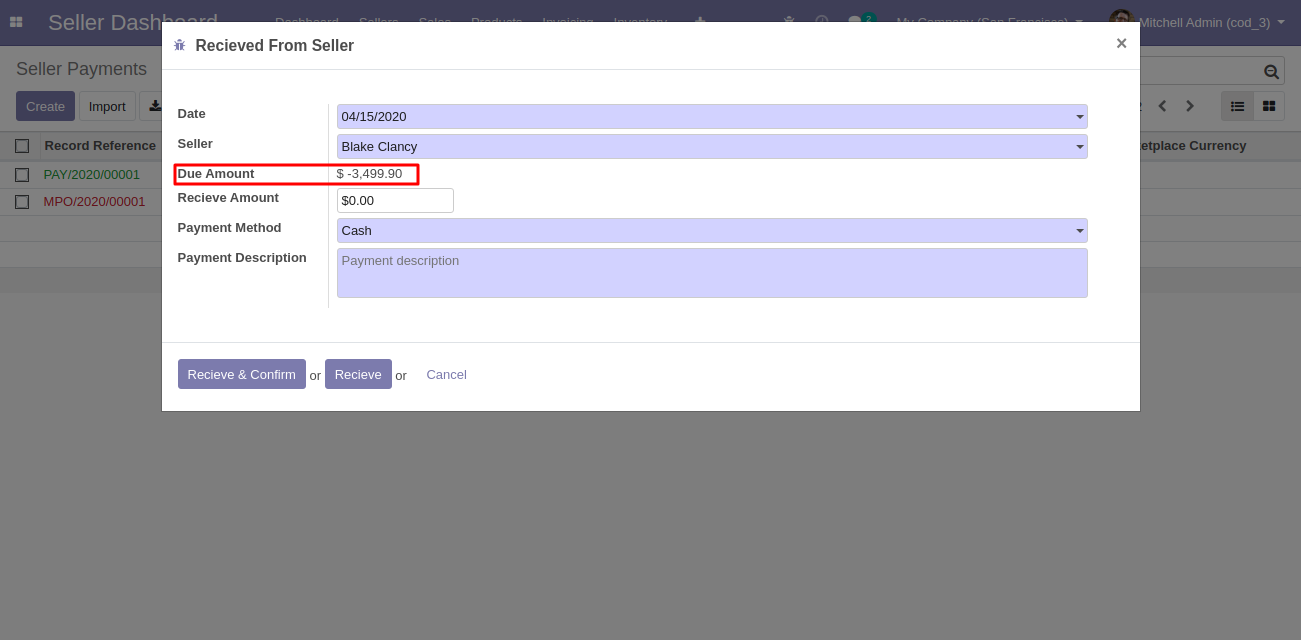 Seller Dashboard
Dashboard Sellers Sales Products Invoicing Inventory
2 My Company (San Francisco) Mitchell Admin (cod_3)
Recieved From Seller ×
Seller Payments
Create Import
Record Reference
PAY/2020/00001
MPO/2020/00001
Date 04/15/2020
Seller Blake Clancy
Due Amount $ -3,499.90
Recieve Amount $0.00
Payment Method Cash
Payment Description Payment description
Recieve & Confirm or Recieve or Cancel
Currency